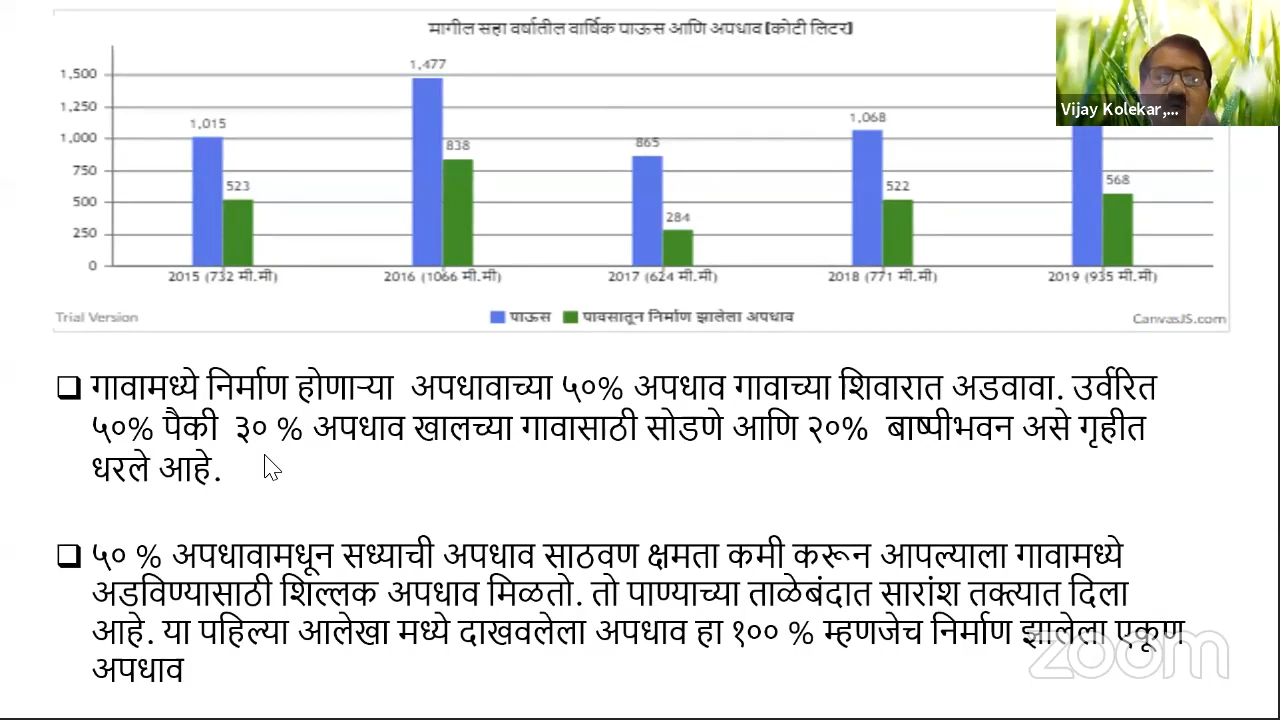 मागील सहा वर्षातील वार्षिक पाऊस आणि अपधाव (कोटी लिटर)
Vijay Kolekar,...
1,500
1,250
1,000
750
500
250
0
1,015
523
1,477
838
865
284
1,068
522
568
2015 (732 मी.मी)
2016 (1066 मी.मी)
2017 (624 मी.मी)
2018 (771 मी.मी)
2019 (935 मी.मी)
Trial Version
पाऊस
पावसातून निर्माण झालेला अपधाव
CanvasJS.com
❑ गावामध्ये निर्माण होणाऱ्या अपधावाच्या ५०% अपधाव गावाच्या शिवारात अडवावा. उर्वरित
५०% पैकी ३० % अपधाव खालच्या गावासाठी सोडणे आणि २०% बाष्पीभवन असे गृहीत
धरले आहे.
❑ ५० % अपधावामधून सध्याची अपधाव साठवण क्षमता कमी करून आपल्याला गावामध्ये
अडविण्यासाठी शिल्लक अपधाव मिळतो. तो पाण्याच्या ताळेबंदात सारांश तक्त्यात दिला
आहे. या पहिल्या आलेखा मध्ये दाखवलेला अपधाव हा १०० % म्हणजेच निर्माण झालेला एकूण
अपधाव
zoom